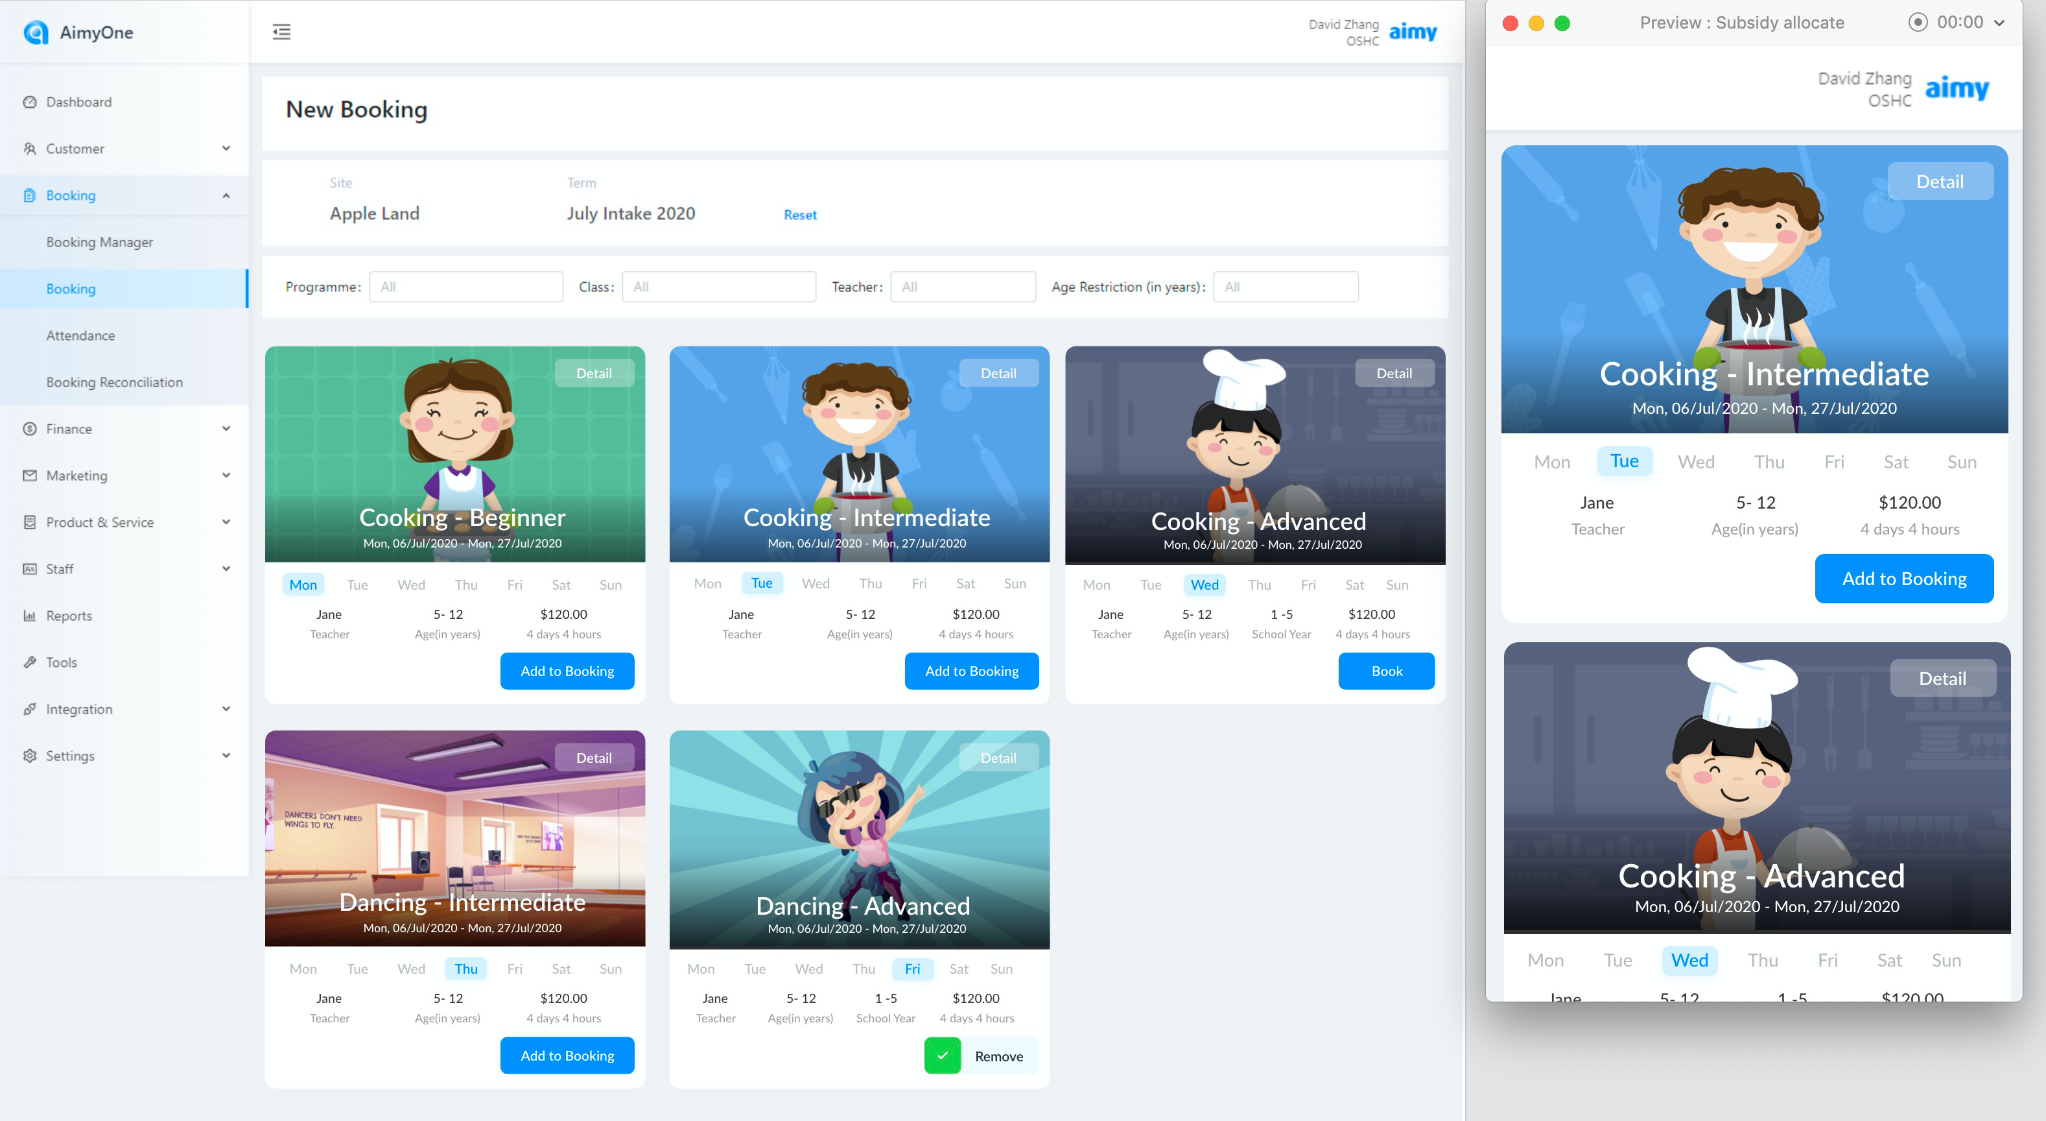 AimyOne
David Zhang
OSHC
aimy
Dashboard
Customer
Booking
Booking Manager
Booking
Attendance
Booking Reconciliation
Finance
Marketing
Product & Service
Staff
Reports
Tools
Integration
Settings
New Booking
Site
Term
Apple Land
July Intake 2020
Reset
Programme: All
Class: All
Teacher: All
Age Restriction (in years): All
Detail
Cooking - Beginner
Mon, 06/Jul/2020 - Mon, 27/Jul/2020
Mon Tue Wed Thu Fri Sat Sun
Jane 5- 12 $120.00
Teacher Age(in years) 4 days 4 hours
Add to Booking
Detail
Cooking - Intermediate
Mon, 06/Jul/2020 - Mon, 27/Jul/2020
Mon Tue Wed Thu Fri Sat Sun
Jane 5- 12 $120.00
Teacher Age(in years) 4 days 4 hours
Add to Booking
Detail
Cooking - Advanced
Mon, 06/Jul/2020 - Mon, 27/Jul/2020
Mon Tue Wed Thu Fri Sat Sun
Jane 5- 12 1 -5 $120.00
Teacher Age(in years) School Year 4 days 4 hours
Book
Detail
DANCERS DON'T NEED
WINGS TO FLY.
Dancing - Intermediate
Mon, 06/Jul/2020 - Mon, 27/Jul/2020
Mon Tue Wed Thu Fri Sat Sun
Jane 5- 12 $120.00
Teacher Age(in years) 4 days 4 hours
Add to Booking
Detail
Dancing - Advanced
Mon, 06/Jul/2020 - Mon, 27/Jul/2020
Mon Tue Wed Thu Fri Sat Sun
Jane 5- 12 1 -5 $120.00
Teacher Age(in years) School Year 4 days 4 hours
Remove
Preview : Subsidy allocate
00:00
David Zhang
OSHC
aimy
Detail
Cooking - Intermediate
Mon, 06/Jul/2020 - Mon, 27/Jul/2020
Mon Tue Wed Thu Fri Sat Sun
Jane 5- 12 $120.00
Teacher Age(in years) 4 days 4 hours
Add to Booking
Detail
Cooking - Advanced
Mon, 06/Jul/2020 - Mon, 27/Jul/2020
Mon Tue Wed Thu Fri Sat Sun
Jane 5- 12 1 -5 $120.00